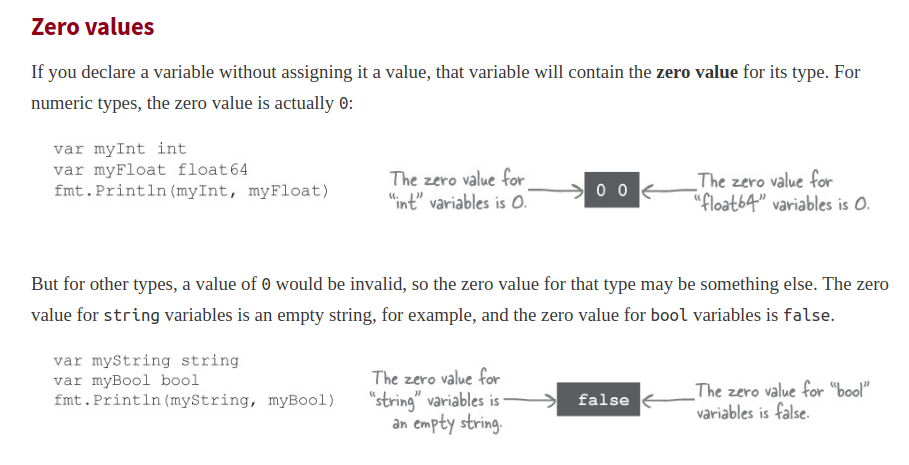 Zero values
If you declare a variable without assigning it a value, that variable will contain the zero value for its type. For
numeric types, the zero value is actually 0:
var myInt int
var myFloat float64
fmt.Println(myInt, myFloat)
The zero value for
"int" variables is 0.
0 0
The zero value for
"float64" variables is 0.
But for other types, a value of 0 would be invalid, so the zero value for that type may be something else. The zero
value for string variables is an empty string, for example, and the zero value for bool variables is false.
var myString string
var myBool bool
fmt.Println(myString, myBool)
The zero value for
“string” variables is
an empty string.
false
The zero value for “bool”
variables is false.